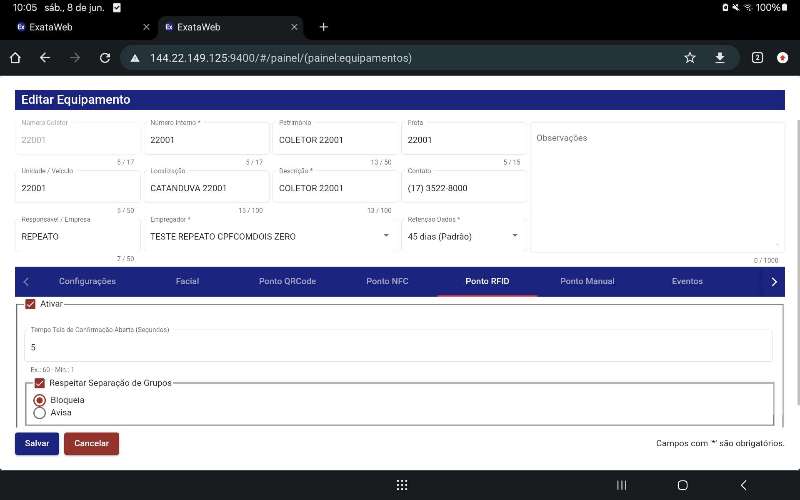 10:05 sáb., 8 de jun. 100%
ExataWeb
ExataWeb
144.22.149.125:9400/#/painel/(painel:equipamentos)
2
Editar Equipamento
Número Coletor
22001
5 / 17
Número Interno *
22001
5 / 17
Patrimônio
COLETOR 22001
13 / 50
Frota
22001
5 / 15
Observações
0 / 1000
Unidade / Veículo
22001
5 / 50
Localização
CATANDUVA 22001
15 / 100
Descrição *
COLETOR 22001
13 / 100
Contato
(17) 3522-8000
Responsável / Empresa
REPEATO
7 / 50
Empregador *
TESTE REPEATO CPFCOMDOIS ZERO
Retenção Dados *
45 dias (Padrão)
Configurações Facial Ponto QRCode Ponto NFC Ponto RFID Ponto Manual Eventos
Ativar
Tempo Tela de Confirmação Aberta (Segundos)
5
Ex.: 60 - Min.: 1
Respeitar Separação de Grupos
Bloqueia
Avisa
Salvar Cancelar
Campos com '*' são obrigatórios.